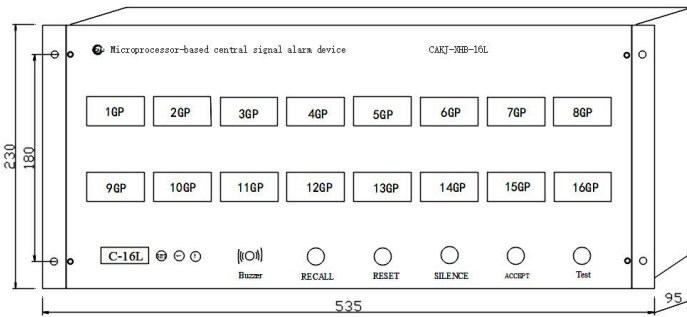 Microprocessor-based central signal alarm device CAKJ-XHB-16L
1GP 2GP 3GP 4GP 5GP 6GP 7GP 8GP
9GP 10GP 11GP 12GP 13GP 14GP 15GP 16GP
C-16L SET - !
Buzzer RECALL RESET SILENCE ACCEPT Test
230
180
535
95